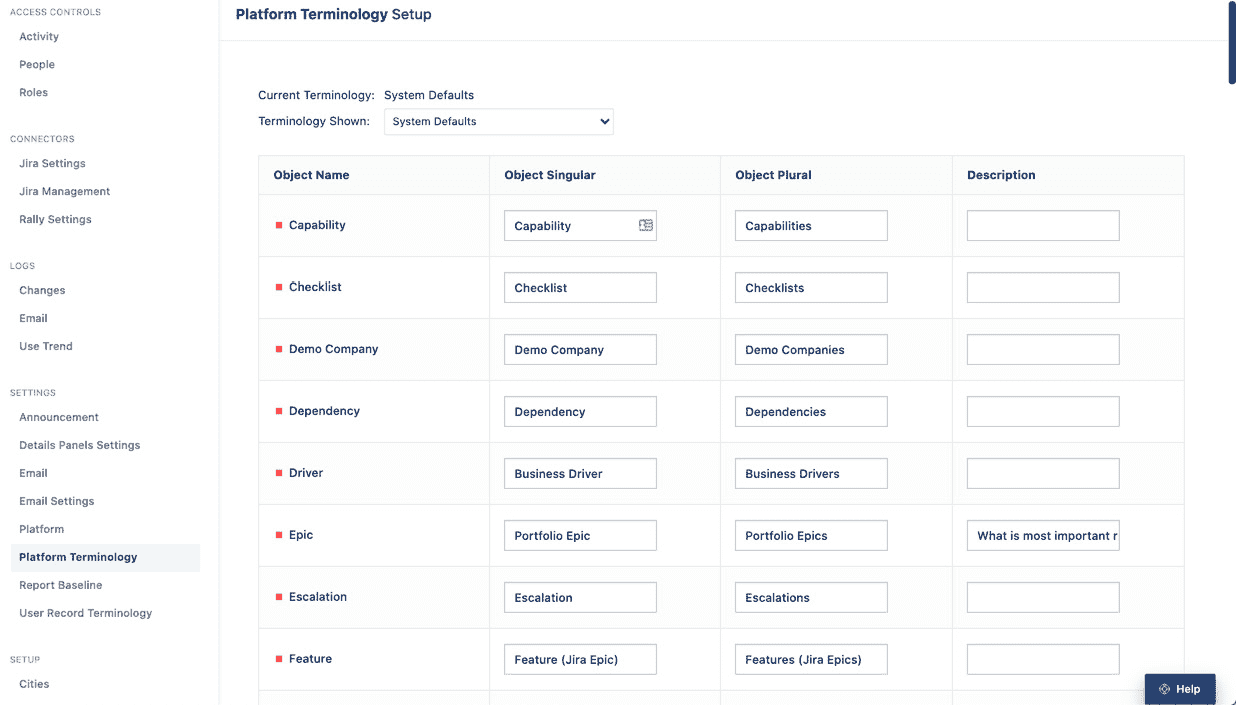 ACCESS CONTROLS
Activity
People
Roles
CONNECTORS
Jira Settings
Jira Management
Rally Settings
LOGS
Changes
Email
Use Trend
SETTINGS
Announcement
Details Panels Settings
Email
Email Settings
Platform
Platform Terminology
Report Baseline
User Record Terminology
SETUP
Cities
Platform Terminology Setup
Current Terminology: System Defaults
Terminology Shown: System Defaults
Object Name Object Singular Object Plural Description
Capability Capability Capabilities
Checklist Checklist Checklists
Demo Company Demo Company Demo Companies
Dependency Dependency Dependencies
Driver Business Driver Business Drivers
Epic Portfolio Epic Portfolio Epics What is most important r
Escalation Escalation Escalations
Feature Feature (Jira Epic) Features (Jira Epics)
Help